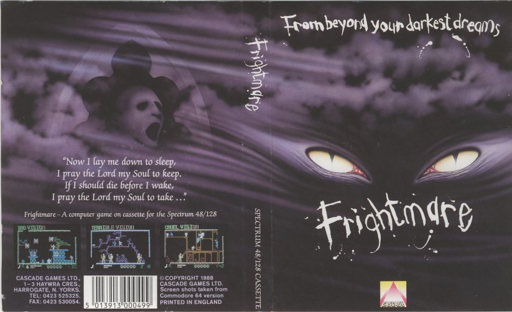 From beyond your darkest dreams
Frightmare
SPECTRUM 48/128 CASSETTE
Frightmare
"Now I lay me down to sleep,
I pray the Lord my Soul to keep.
If I should die before I wake,
I pray the Lord my Soul to take ..."
Frightmare - A computer game on cassette for the Spectrum 48/128
CASCADE GAMES LTD.,
1-3 HAYWRA CRES.,
HARROGATE, N. YORKS.
TEL: 0423 525325.
FAX: 0423 530054.
5 013913 000499
© COPYRIGHT 1988
CASCADE GAMES LTD.
Screen shots taken from
Commodore 64 version
PRINTED IN ENGLAND